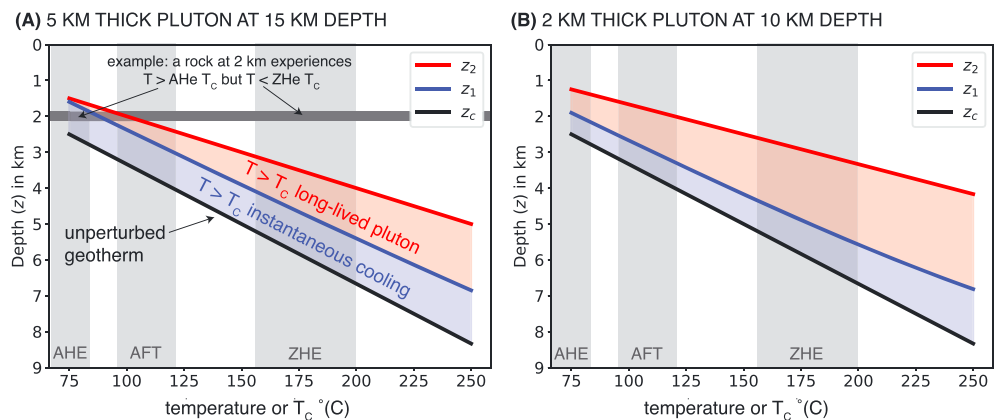 (A) 5 KM THICK PLUTON AT 15 KM DEPTH
0
1
2
3
4
5
6
7
8
9
Depth (z) in km
example: a rock at 2 km experiences
T > AHe T_C but T < ZHe T_C
z_2
z_1
z_c
T > T_C long-lived pluton
T > T_C instantaneous cooling
unperturbed
geotherm
AHE
AFT
ZHE
75 100 125 150 175 200 225 250
temperature or T_C °(C)
(B) 2 KM THICK PLUTON AT 10 KM DEPTH
0
1
2
3
4
5
6
7
8
9
Depth (z) in km
z_2
z_1
z_c
AHE
AFT
ZHE
75 100 125 150 175 200 225 250
temperature or T_C °(C)